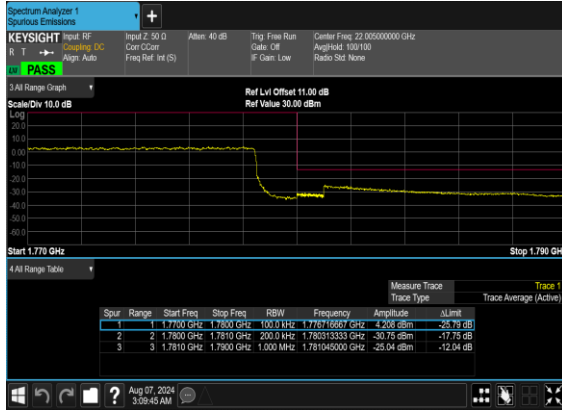 Spectrum Analyzer 1
Spurious Emissions
+
KEYSIGHT Input: RF Input Z: 50 Ω Atten: 40 dB Trig: Free Run Center Freq: 22.005000000 GHz
R T Coupling: DC Corr CCorr Gate: Off Avg|Hold: 100/100
Align: Auto Freq Ref: Int (S) IF Gain: Low Radio Std: None
PASS
3 All Range Graph Ref Lvl Offset 11.00 dB
Scale/Div 10.0 dB Ref Value 30.00 dBm
Log
20.0
10.0
0.00
-10.0
-20.0
-30.0
-40.0
-50.0
-60.0
Start 1.770 GHz Stop 1.790 GH
4 All Range Table
Measure Trace Trace 1
Trace Type Trace Average (Active)
Spur Range Start Freq Stop Freq RBW Frequency Amplitude ΔLimit
1 1 1.7700 GHz 1.7800 GHz 100.0 kHz 1.776716667 GHz 4.208 dBm -25.79 dB
2 2 1.7800 GHz 1.7810 GHz 200.0 kHz 1.780313333 GHz -30.75 dBm -17.75 dB
3 3 1.7810 GHz 1.7900 GHz 1.000 MHz 1.781045000 GHz -25.04 dBm -12.04 dB
? Aug 07, 2024
3:09:45 AM